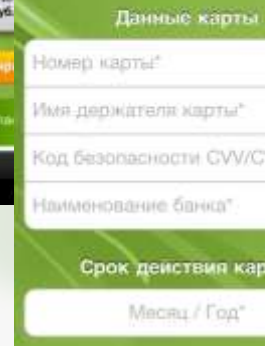 Данные карты
Номер карты*
Имя держателя карты*
Код безопасности CVV/C
Наименование банка*
Срок действия кар
Месяц / Год*